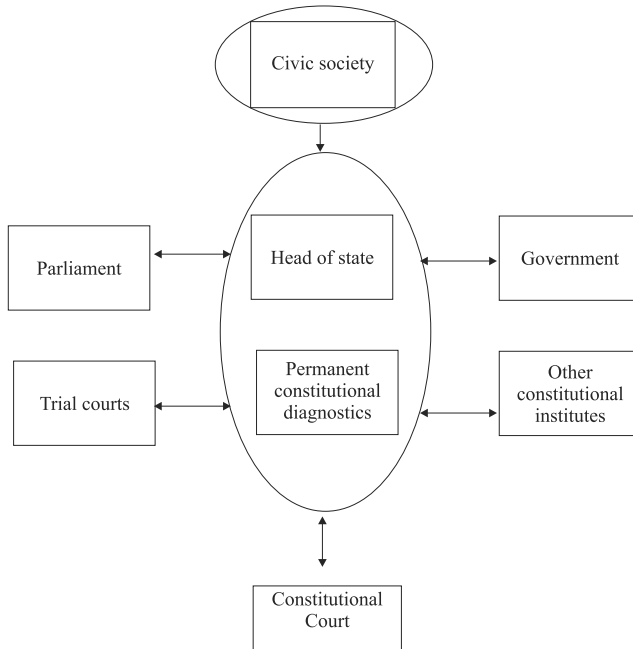 Civic society
Parliament
Head of state
Government
Trial courts
Permanent
constitutional
diagnostics
Other
constitutional
institutes
Constitutional
Court